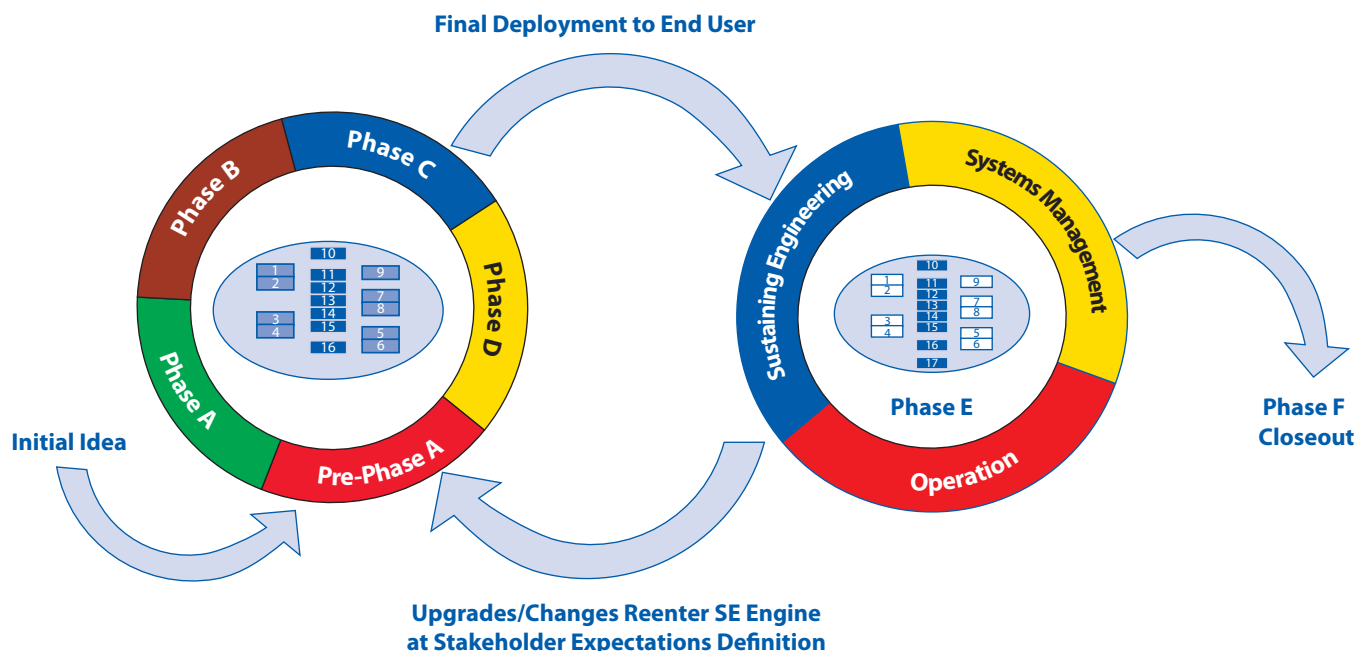 Final Deployment to End User
Phase C
Phase B
Phase D
Phase A
Pre-Phase A
10
1
2
11
12
13
14
15
9
7
8
3
4
5
6
16
Initial Idea
Systems Management
Sustaining Engineering
Operation
10
1
2
11
12
13
14
15
9
7
8
3
4
5
6
16
17
Phase E
Phase F
Closeout
Upgrades/Changes Reenter SE Engine
at Stakeholder Expectations Definition